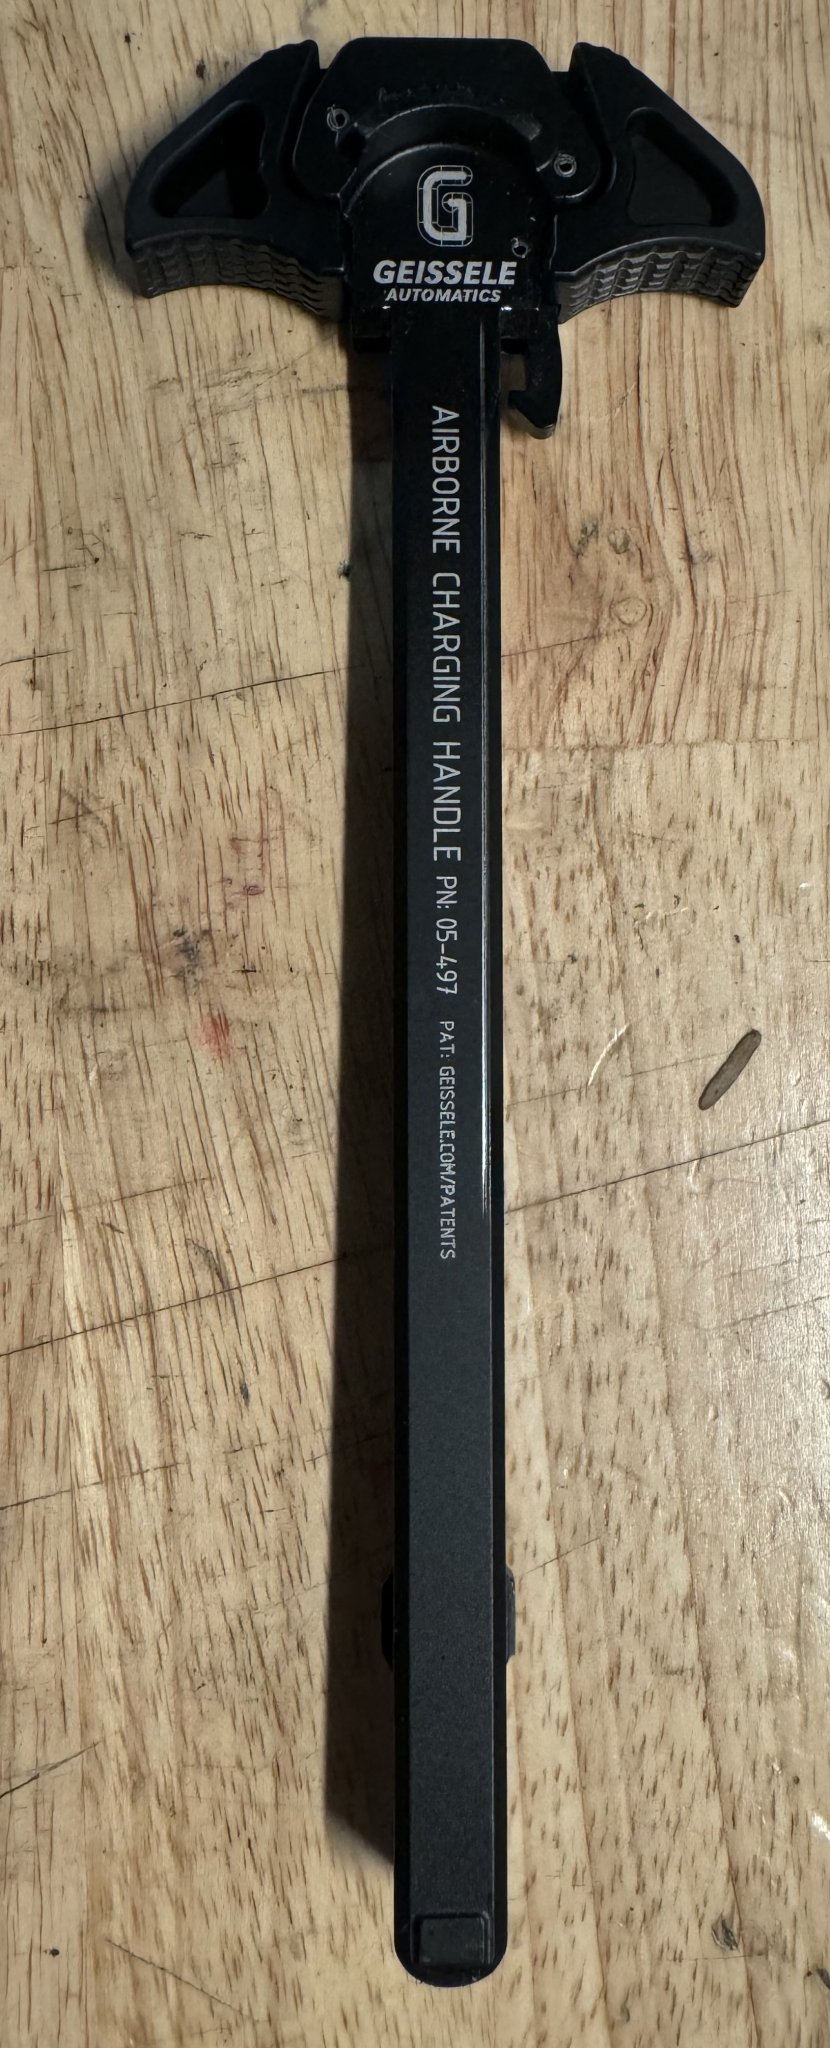 G
GEISSELE
AUTOMATICS
AIRBORNE CHARGING HANDLE PN: 05-497 PAT: GEISSELE.COM/PATENTS